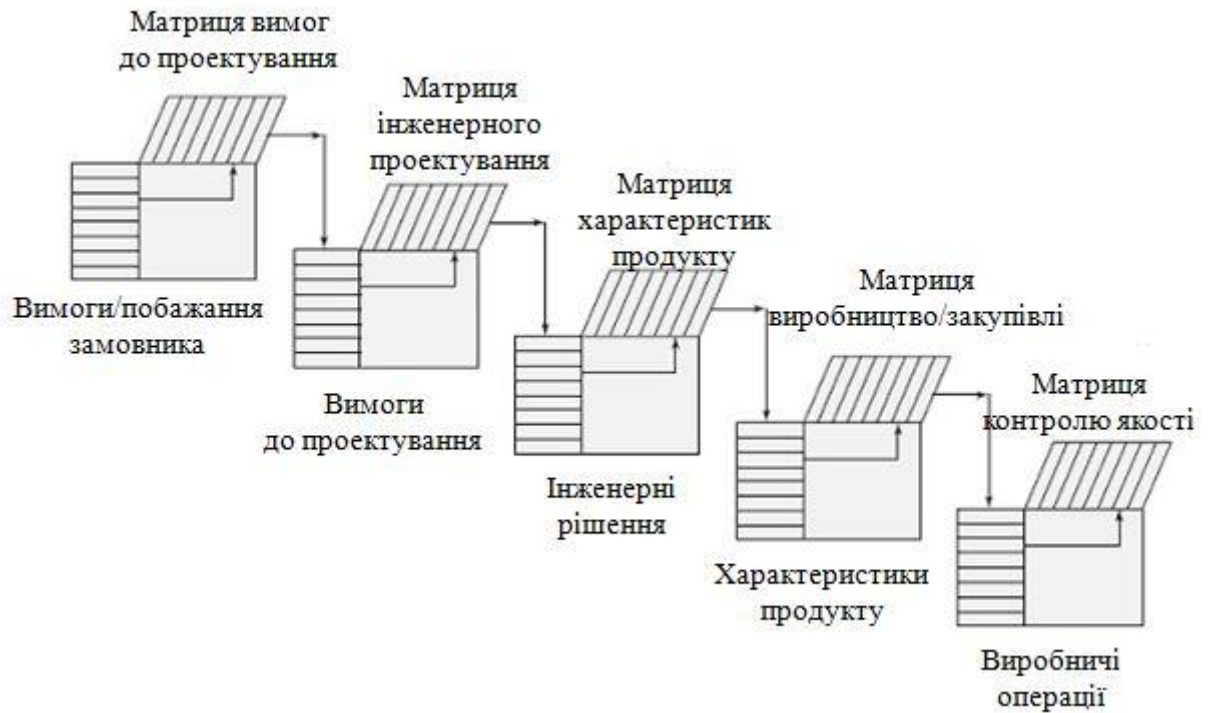 Матриця вимог
до проектування
Матриця
інженерного
проектування
Матриця
характеристик
продукту
Матриця
виробництво/закупівлі
Матриця
контролю якості
Вимоги/побажання
замовника
Вимоги
до проектування
Інженерні
рішення
Характеристики
продукту
Виробничі
операції